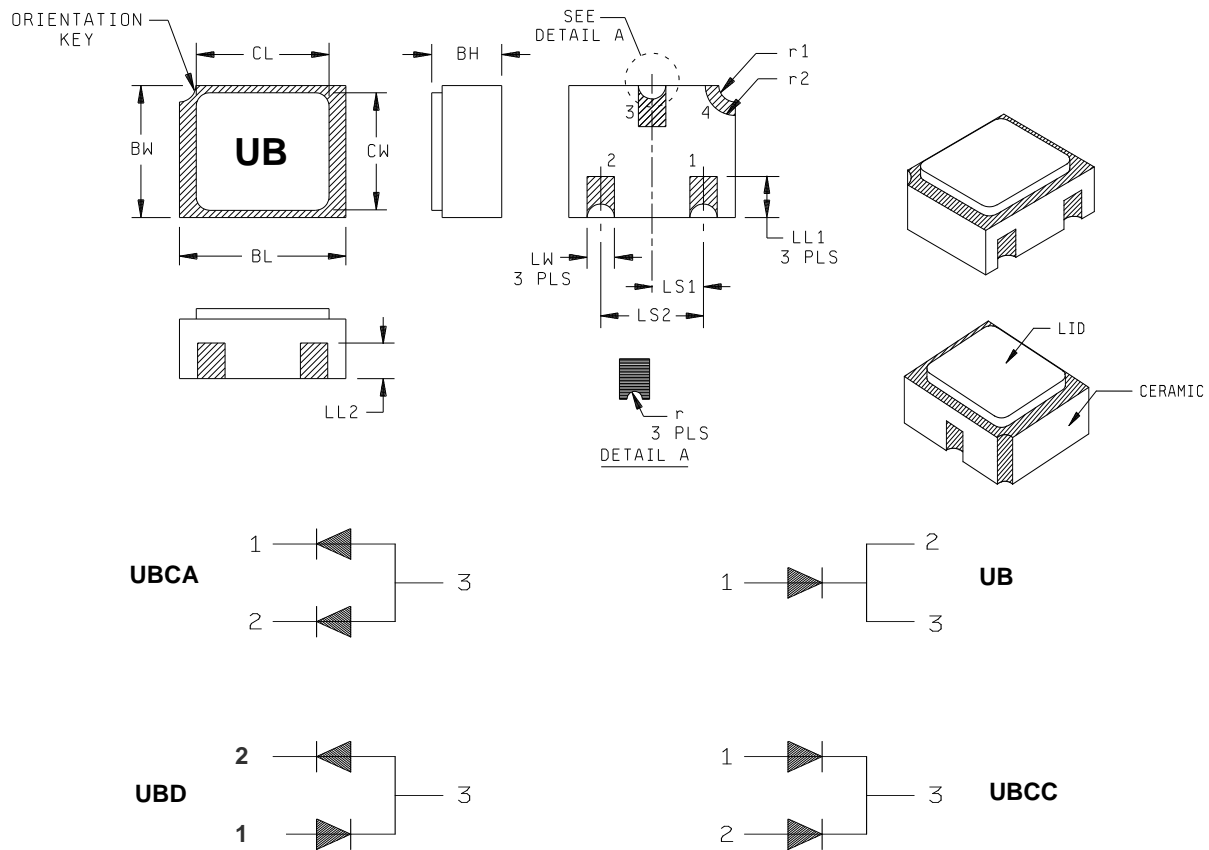 ORIENTATION
KEY
CL
BH
SEE
DETAIL A
r1
r2
BW
UB
CW
3
4
2
1
BL
LW
3 PLS
LS1
LS2
LL1
3 PLS
LL2
r
3 PLS
DETAIL A
LID
CERAMIC
UBCA
1
2
3
1
2
3
UB
UBD
2
1
3
1
2
3
UBCC